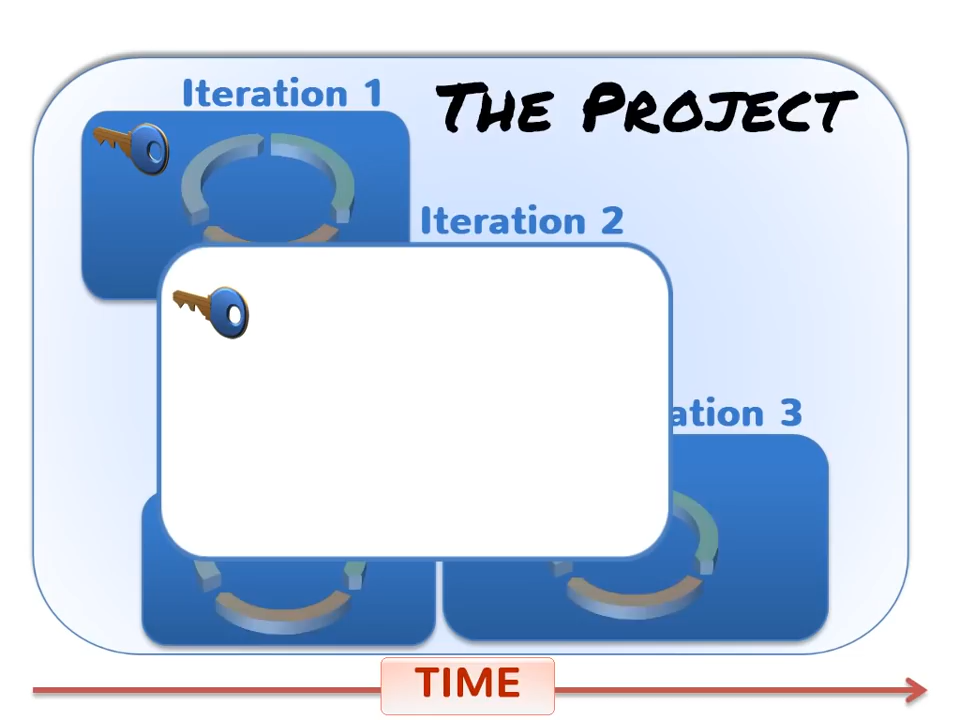 Iteration 1
The Project
Iteration 2
ation 3
TIME